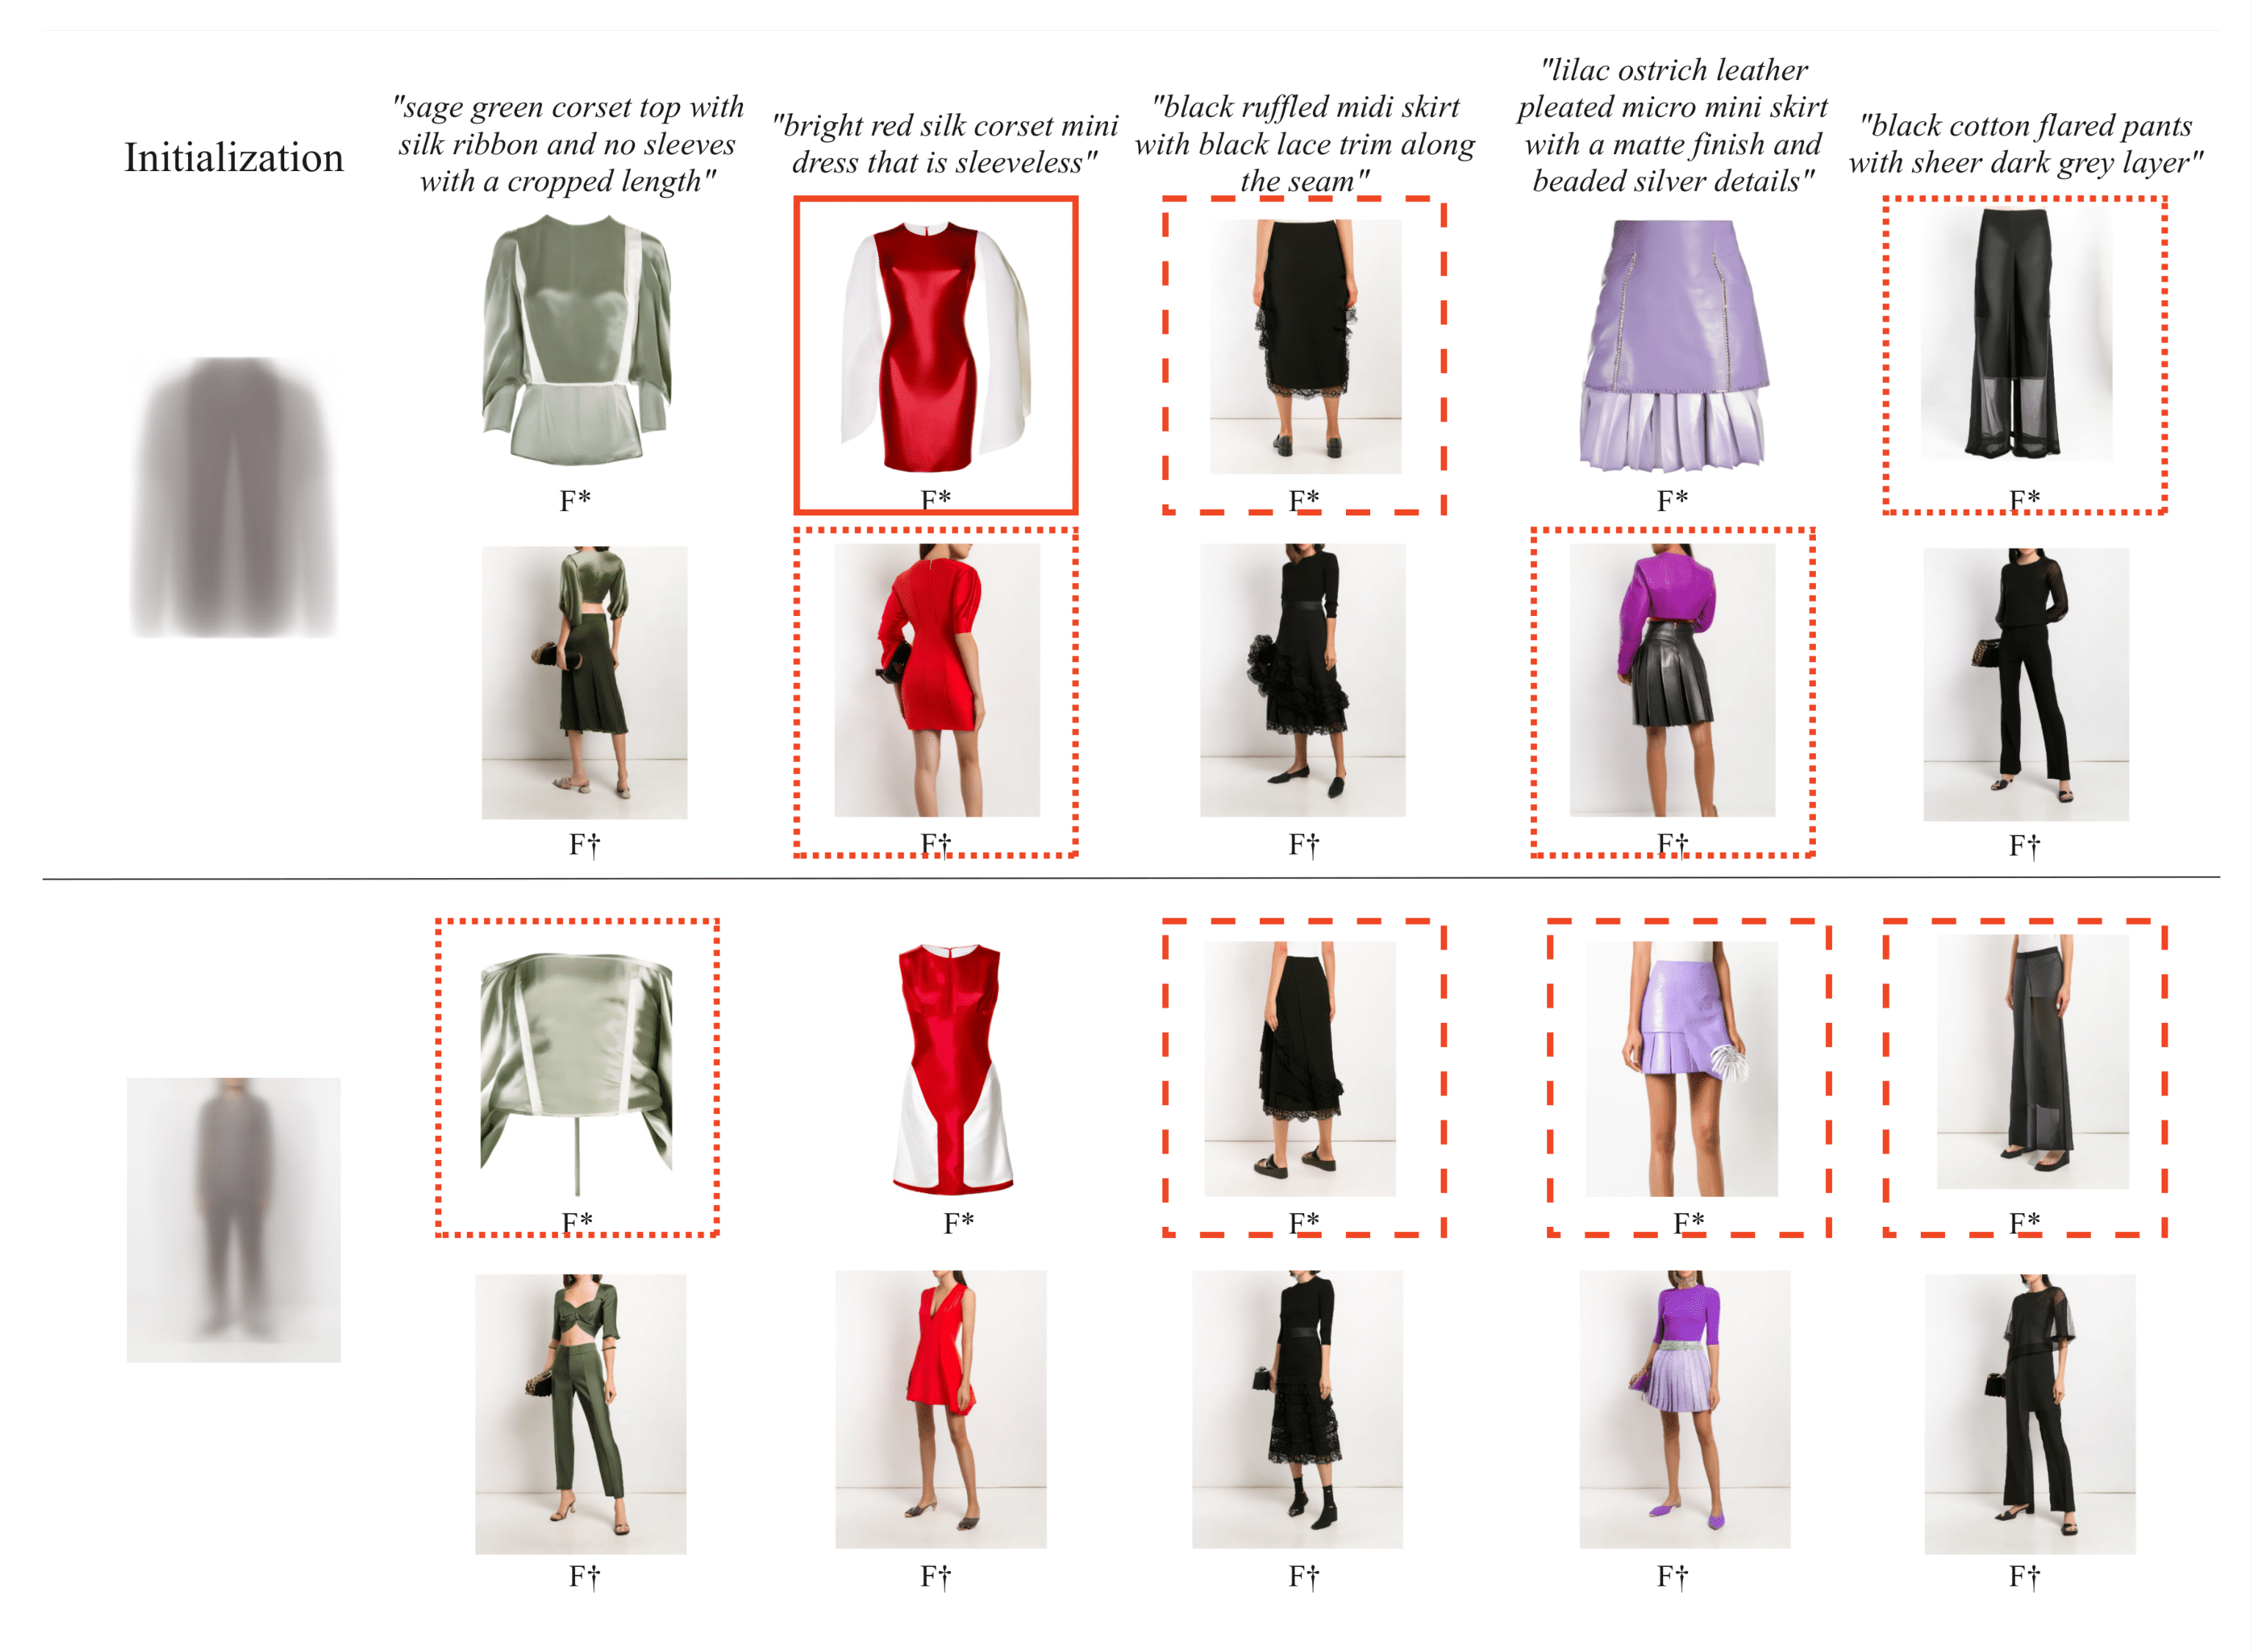 Initialization
"sage green corset top with
silk ribbon and no sleeves
with a cropped length"
"bright red silk corset mini
dress that is sleeveless"
"black ruffled midi skirt
with black lace trim along
the seam"
"lilac ostrich leather
pleated micro mini skirt
with a matte finish and
beaded silver details"
"black cotton flared pants
with sheer dark grey layer"
F*
F*
F*
F*
F*
F†
F†
F†
F†
F†
F*
F*
F*
F*
F*
F†
F†
F†
F†
F†